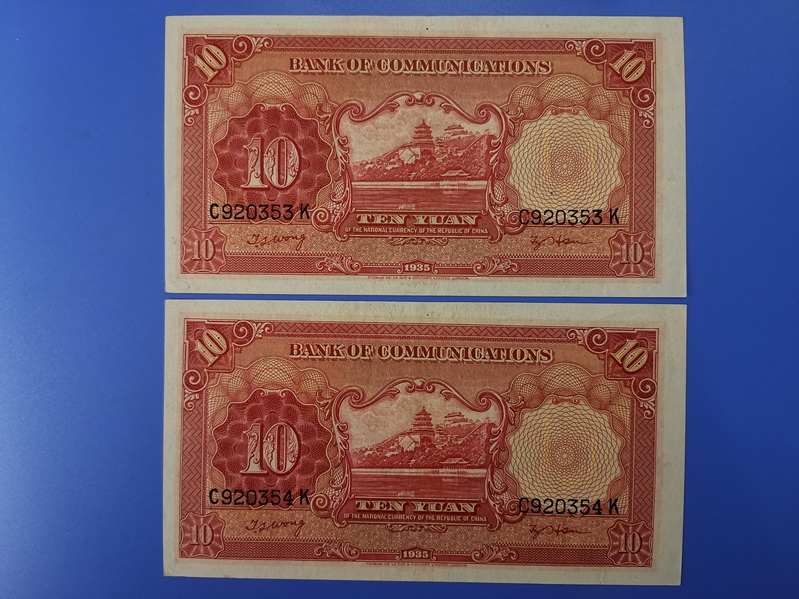 10 10
BANK OF COMMUNICATIONS
10
C920353 K C920353 K
TEN YUAN
OF THE NATIONAL CURRENCY OF THE REPUBLIC OF CHINA
10 TSWong 10
1935
10 10
BANK OF COMMUNICATIONS
10
C920354 K C920354 K
TEN YUAN
OF THE NATIONAL CURRENCY OF THE REPUBLIC OF CHINA
10 TSWong 10
1935